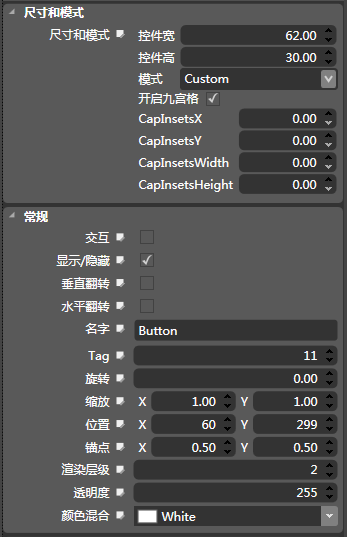 尺寸和模式
尺寸和模式 控件宽 62.00
控件高 30.00
模式 Custom
开启九宫格
CapInsetsX 0.00
CapInsetsY 0.00
CapInsetsWidth 0.00
CapInsetsHeight 0.00
常规
交互
显示/隐藏
垂直翻转
水平翻转
名字 Button
Tag 11
旋转 0.00
缩放 X 1.00 Y 1.00
位置 X 60 Y 299
锚点 X 0.50 Y 0.50
渲染层级 2
透明度 255
颜色混合 White